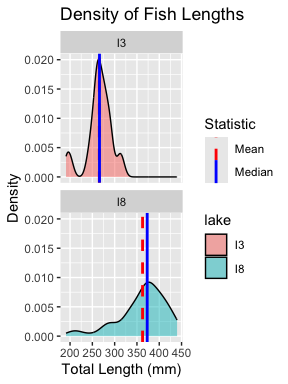 Density of Fish Lengths
I3
0.020
0.015
0.010
0.005
0.000
I8
0.020
0.015
0.010
0.005
0.000
200 250 300 350 400 450
Total Length (mm)
Density
Statistic
Mean
Median
lake
I3
I8